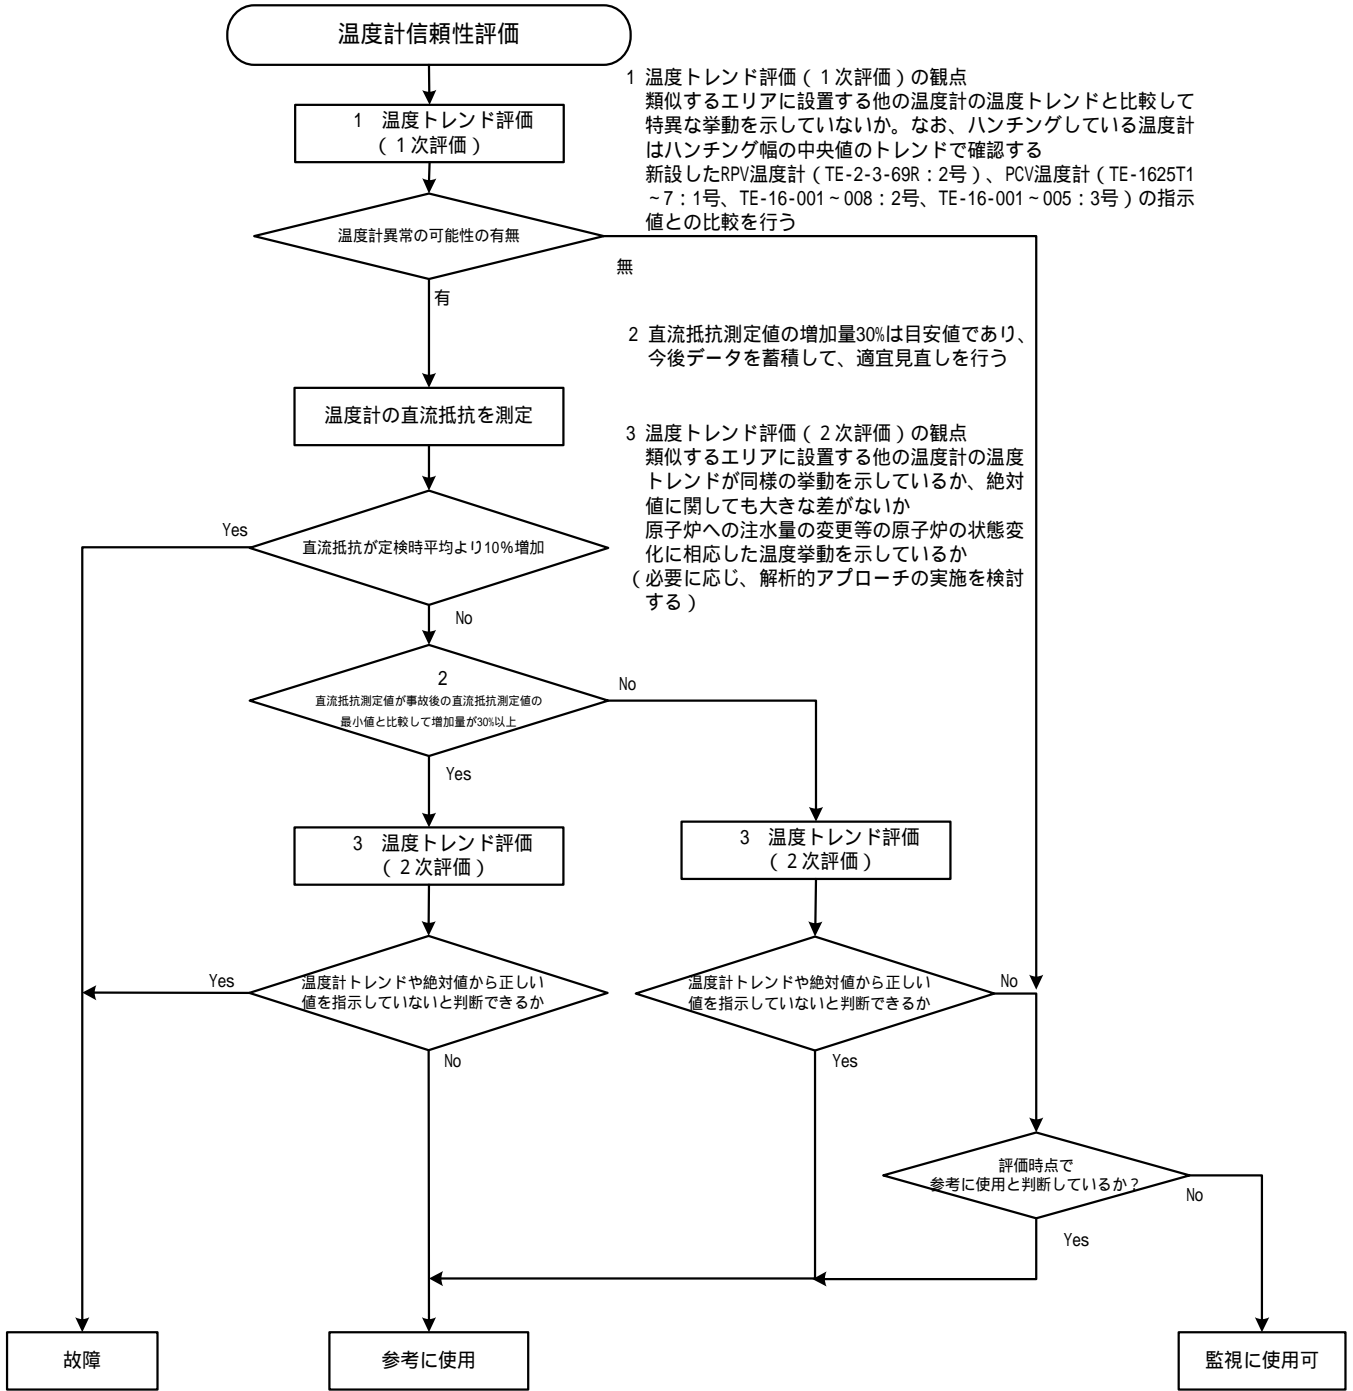 温度計信頼性評価
1 温度トレンド評価
（１次評価）
1 温度トレンド評価（１次評価）の観点
類似するエリアに設置する他の温度計の温度トレンドと比較して
特異な挙動を示していないか。なお、ハンチングしている温度計
はハンチング幅の中央値のトレンドで確認する
新設したRPV温度計（TE-2-3-69R：2号）、PCV温度計（TE-1625T1
～7：1号、TE-16-001～008：2号、TE-16-001～005：3号）の指示
値との比較を行う
温度計異常の可能性の有無
無
有
2 直流抵抗測定値の増加量30%は目安値であり、
今後データを蓄積して、適宜見直しを行う
温度計の直流抵抗を測定
3 温度トレンド評価（２次評価）の観点
類似するエリアに設置する他の温度計の温度
トレンドが同様の挙動を示しているか、絶対
値に関しても大きな差がないか
原子炉への注水量の変更等の原子炉の状態変
化に相応した温度挙動を示しているか
（必要に応じ、解析的アプローチの実施を検討
する）
Yes
直流抵抗が定検時平均より10%増加
No
2
直流抵抗測定値が事故後の直流抵抗測定値の
最小値と比較して増加量が30%以上
No
Yes
3 温度トレンド評価
（２次評価）
3 温度トレンド評価
（２次評価）
Yes
温度計トレンドや絶対値から正しい
値を指示していないと判断できるか
No
温度計トレンドや絶対値から正しい
値を指示していないと判断できるか
No
Yes
評価時点で
参考に使用と判断しているか？
No
Yes
故障
参考に使用
監視に使用可